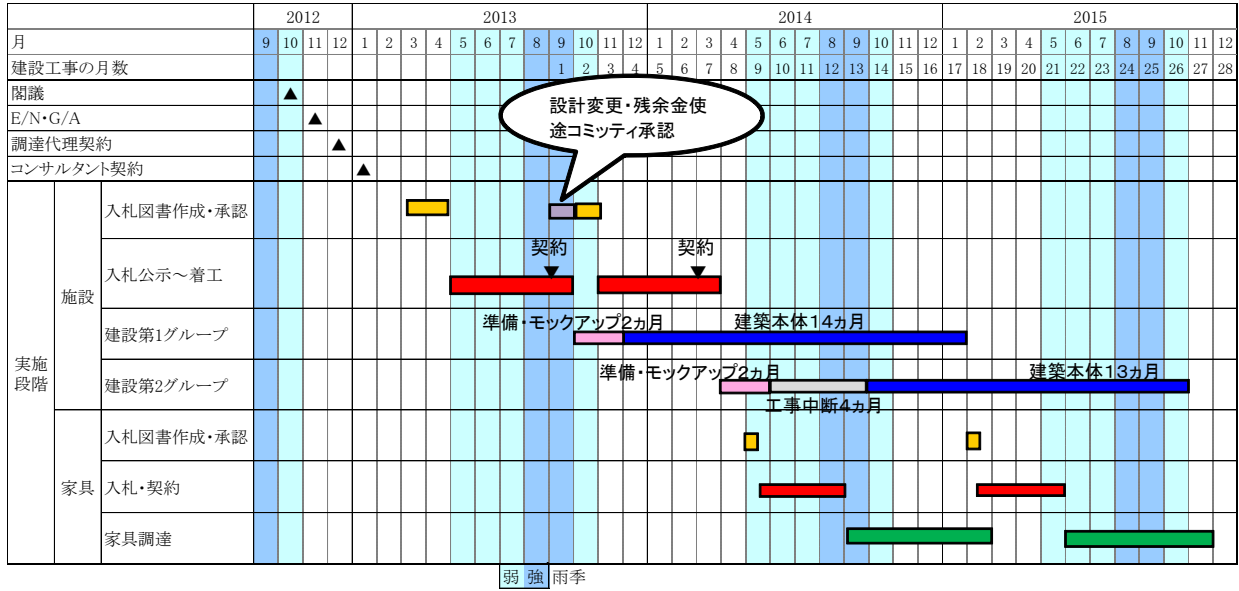 2012 2013 2014 2015
月 9 10 11 12 1 2 3 4 5 6 7 8 9 10 11 12 1 2 3 4 5 6 7 8 9 10 11 12 1 2 3 4 5 6 7 8 9 10 11 12
建設工事の月数 1 2 3 4 5 6 7 8 9 10 11 12 13 14 15 16 17 18 19 20 21 22 23 24 25 26 27 28
閣議 ▲
E/N・G/A ▲
調達代理契約 ▲
コンサルタント契約 ▲
設計変更・残余金使
途コミッティ承認
実施
段階
施設
入札図書作成・承認
入札公示～着工
契約 契約
建設第1グループ
準備・モックアップ2ヵ月 建築本体14ヵ月
建設第2グループ
準備・モックアップ2ヵ月 建築本体13ヵ月
工事中断4ヵ月
家具
入札図書作成・承認
入札・契約
家具調達
弱 強 雨季